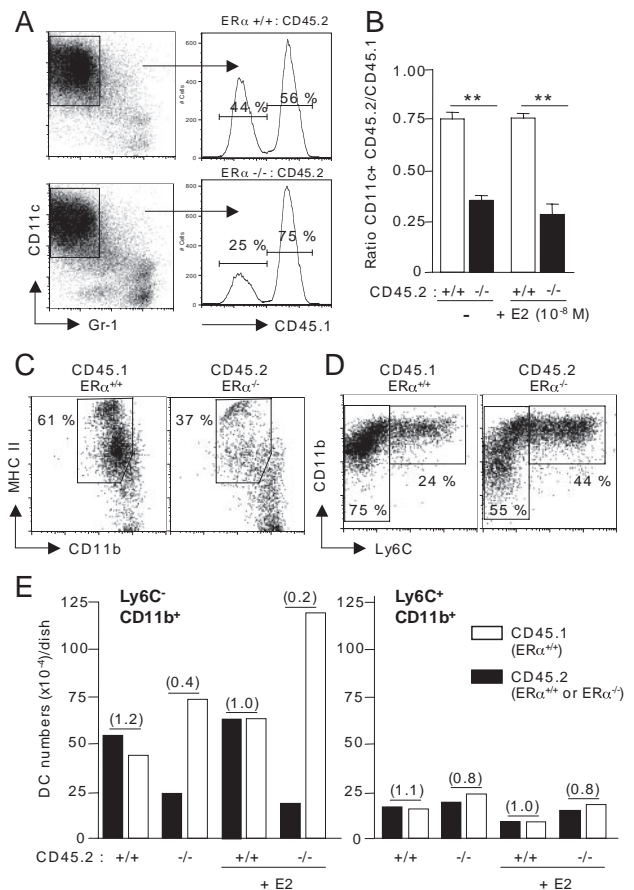 A
ERα +/+: CD45.2
# Cells
44 %
56 %
ERα -/-: CD45.2
# Cells
25 %
75 %
CD11c
Gr-1
CD45.1
B
Ratio CD11c+ CD45.2/CD45.1
1.00
0.75
0.50
0.25
0
**
**
CD45.2 : +/+ -/- +/+ -/-
- + E2 (10⁻⁸ M)
C
CD45.1
ERα⁺/⁺
CD45.2
ERα⁻/⁻
61 %
37 %
MHC II
CD11b
D
CD45.1
ERα⁺/⁺
CD45.2
ERα⁻/⁻
CD11b
24 %
75 %
44 %
55 %
Ly6C
E
DC numbers (x10⁻⁴)/dish
125
100
75
50
25
0
Ly6C⁻
CD11b⁺
(1.2)
(0.4)
(1.0)
(0.2)
CD45.2 : +/+ -/- +/+ -/-
+ E2
125
100
75
50
25
0
Ly6C⁺
CD11b⁺
CD45.1
(ERα⁺/⁺)
CD45.2
(ERα⁺/⁺ or ERα⁻/⁻)
(1.1)
(0.8)
(1.0)
(0.8)
+/+ -/- +/+ -/-
+ E2